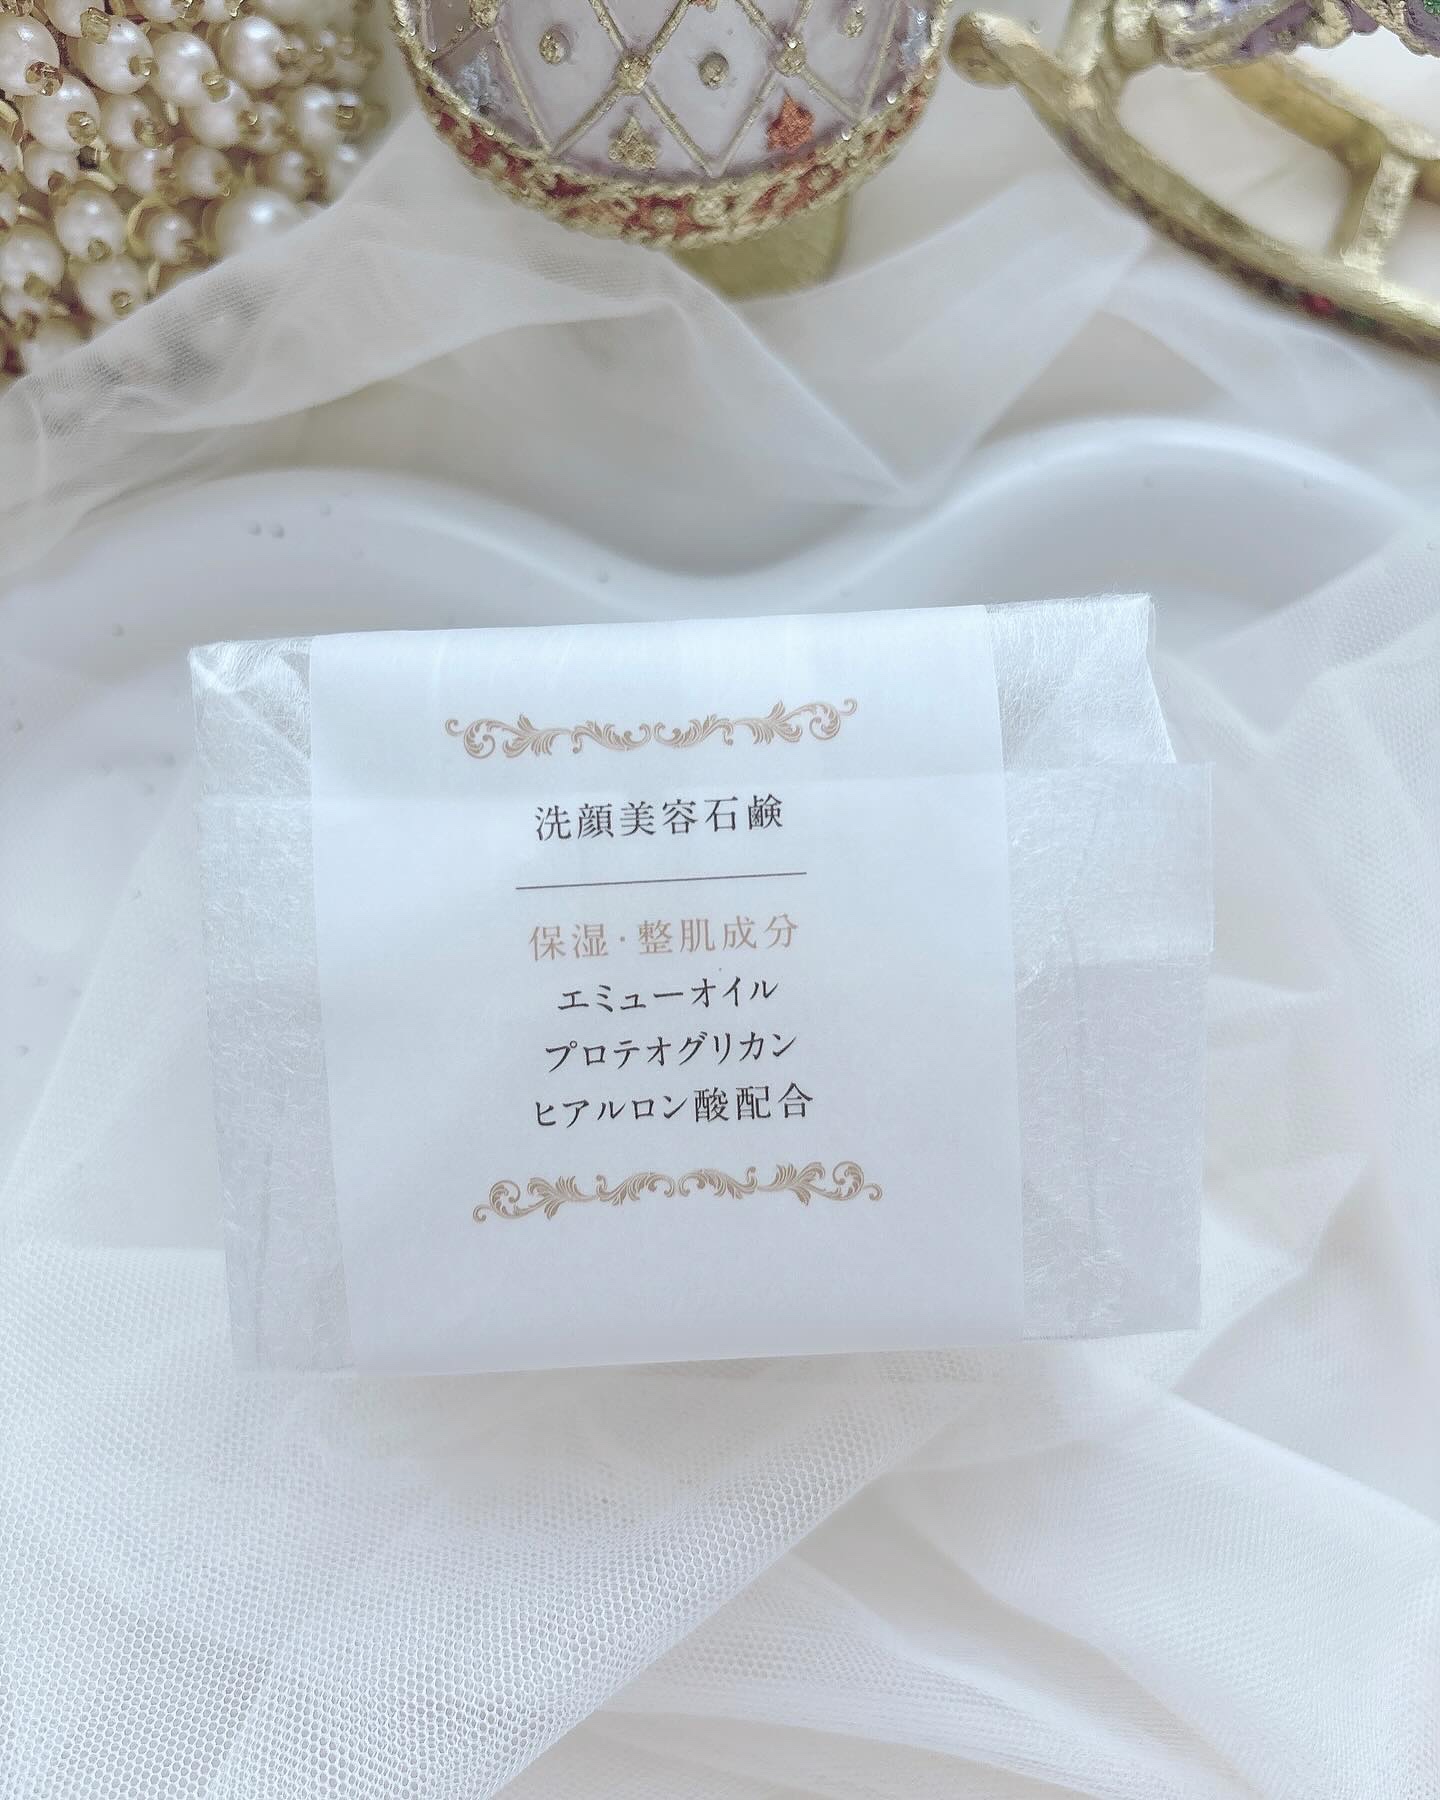 洗顔美容石鹸
保湿·整肌成分
エミューオイル
プロテオグリカン
ヒアルロン酸配合